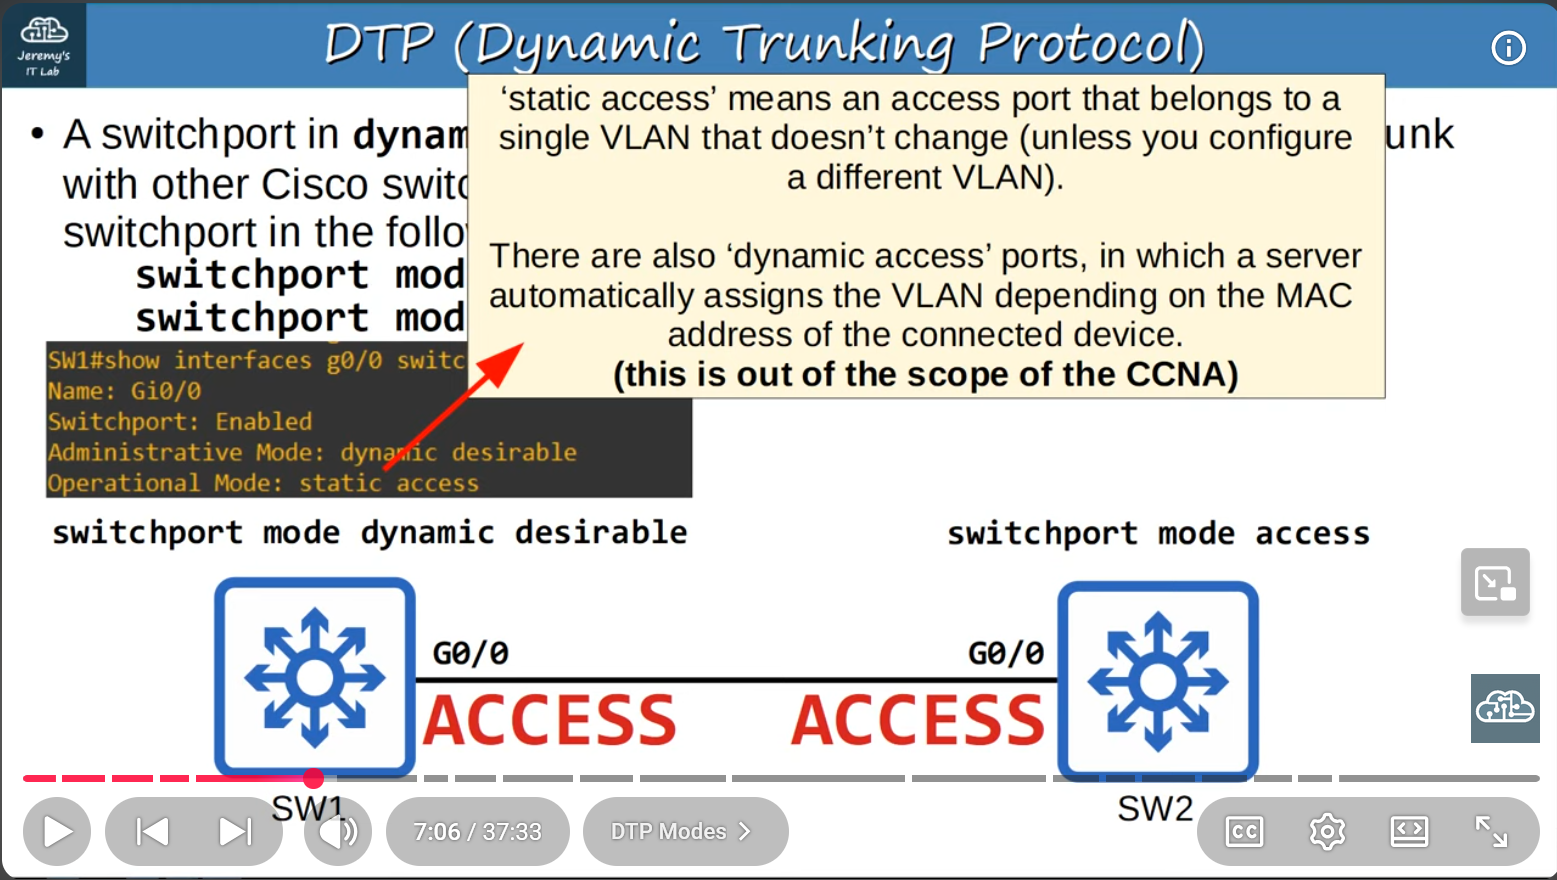 Jeremy's
IT Lab
DTP (Dynamic Trunking Protocol)
‘static access’ means an access port that belongs to a
single VLAN that doesn’t change (unless you configure
a different VLAN).
There are also ‘dynamic access’ ports, in which a server
automatically assigns the VLAN depending on the MAC
address of the connected device.
(this is out of the scope of the CCNA)
• A switchport in dynam
unk
with other Cisco switc
switchport in the follo
switchport mod
switchport mod
SW1#show interfaces g0/0 switc
Name: Gi0/0
Switchport: Enabled
Administrative Mode: dynamic desirable
Operational Mode: static access
switchport mode dynamic desirable
switchport mode access
G0/0
G0/0
ACCESS
ACCESS
SW1
SW2
7:06 / 37:33
DTP Modes
CC